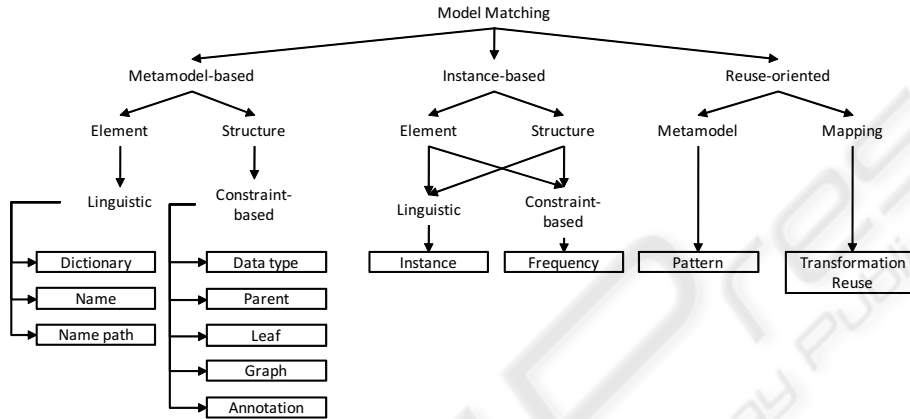 Model Matching
Metamodel-based
Instance-based
Reuse-oriented
Element
Structure
Element
Structure
Metamodel
Mapping
Linguistic
Constraint-
based
Linguistic
Constraint-
based
Dictionary
Data type
Instance
Frequency
Pattern
Transformation
Reuse
Name
Parent
Name path
Leaf
Graph
Annotation